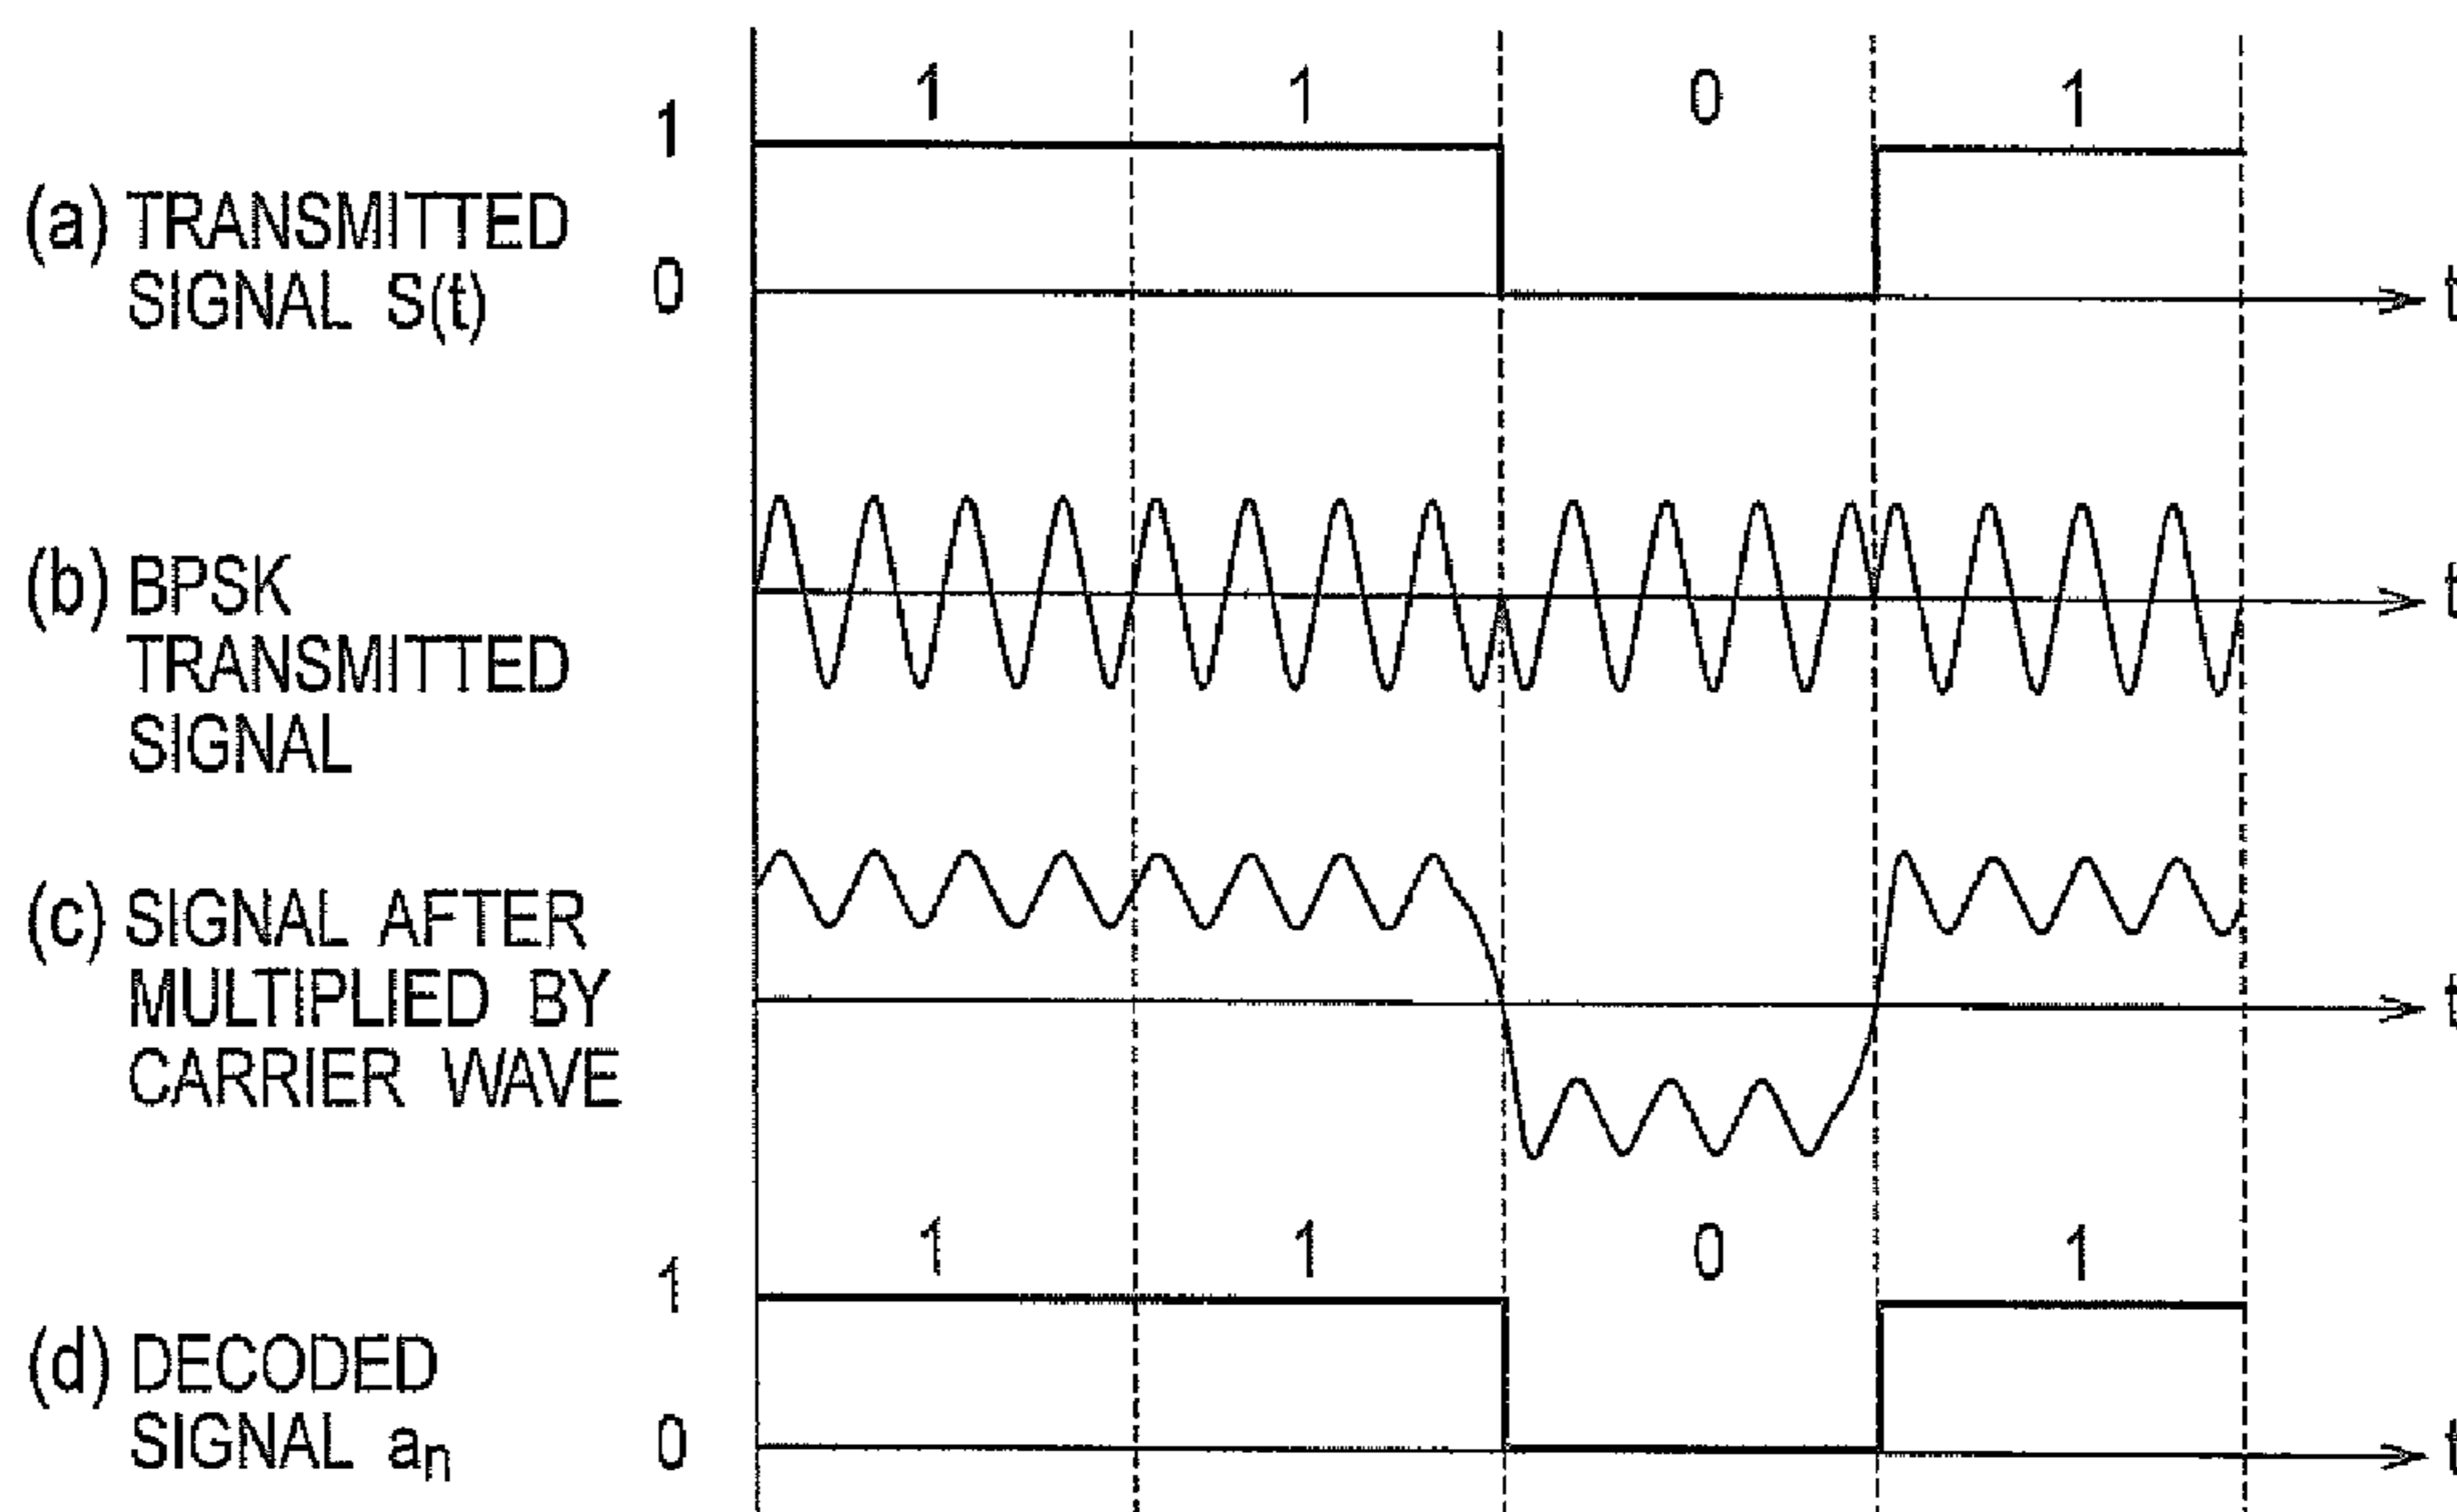 1 1 0 1
1
(a) TRANSMITTED
SIGNAL S(t)
0
t
(b) BPSK
TRANSMITTED
SIGNAL
t
(c) SIGNAL AFTER
MULTIPLIED BY
CARRIER WAVE
t
1 1 0 1
1
(d) DECODED
SIGNAL an
0
t